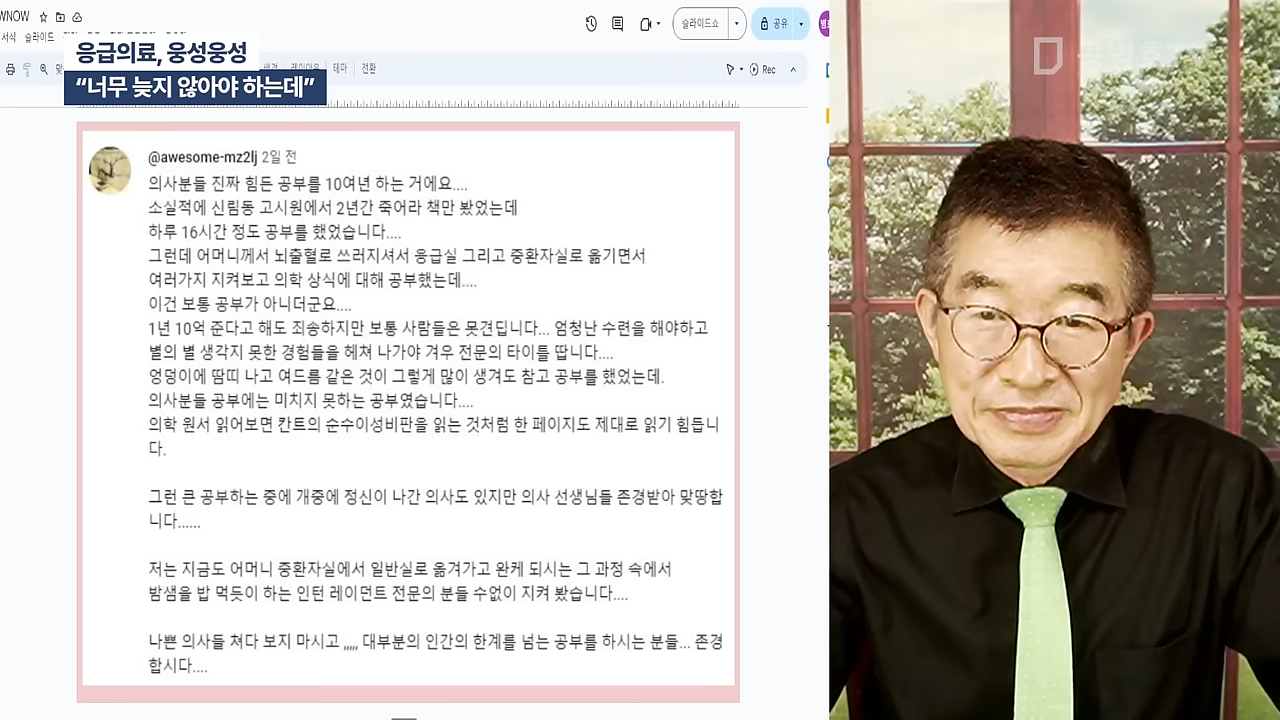 WNOW
서식 슬라이드
슬라이드쇼
공유
응급의료, 웅성웅성
“너무 늦지 않아야 하는데”
테마 전환
Rec
@awesome-mz2lj 2일 전
의사분들 진짜 힘든 공부를 10여년 하는 거에요....
소실적에 신림동 고시원에서 2년간 죽어라 책만 봤었는데
하루 16시간 정도 공부를 했었습니다....
그런데 어머니께서 뇌출혈로 쓰러지셔서 응급실 그리고 중환자실로 옮기면서
여러가지 지켜보고 의학 상식에 대해 공부했는데....
이건 보통 공부가 아니더군요....
1년 10억 준다고 해도 죄송하지만 보통 사람들은 못견딥니다... 엄청난 수련을 해야하고
별의 별 생각지 못한 경험들을 헤쳐 나가야 겨우 전문의 타이틀 땁니다....
엉덩이에 땀띠 나고 여드름 같은 것이 그렇게 많이 생겨도 참고 공부를 했었는데.
의사분들 공부에는 미치지 못하는 공부였습니다....
의학 원서 읽어보면 칸트의 순수이성비판을 읽는 것처럼 한 페이지도 제대로 읽기 힘듭니
다.
그런 큰 공부하는 중에 개중에 정신이 나간 의사도 있지만 의사 선생님들 존경받아 맞땅합
니다......
저는 지금도 어머니 중환자실에서 일반실로 옮겨가고 완케 되시는 그 과정 속에서
밤샘을 밥 먹듯이 하는 인턴 레이먼트 전문의 분들 수없이 지켜 봤습니다....
나쁜 의사들 쳐다 보지 마시고 ,,,,, 대부분의 인간의 한계를 넘는 공부를 하시는 분들... 존경
합시다....